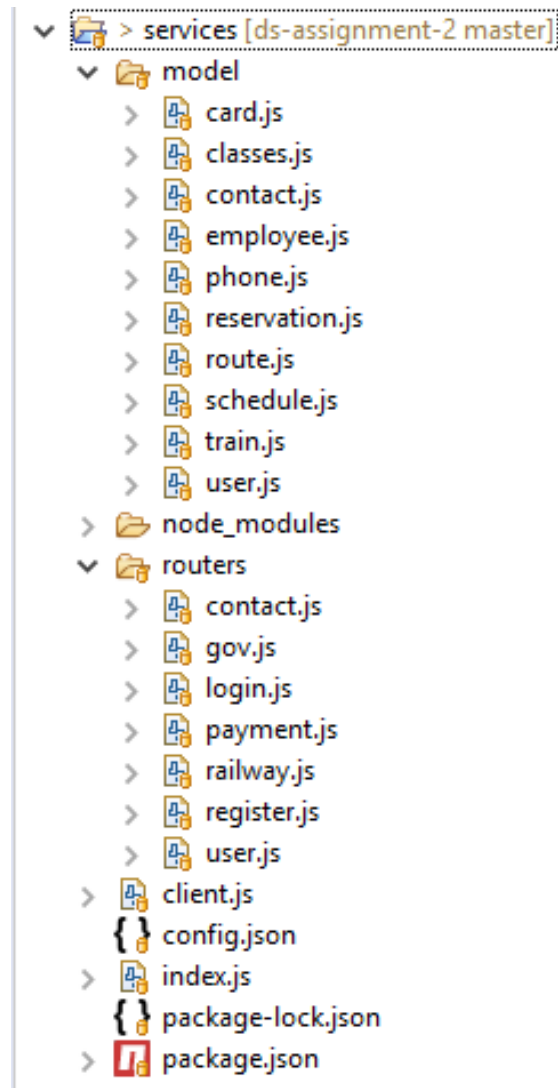 > services [ds-assignment-2 master]
model
card.js
classes.js
contact.js
employee.js
phone.js
reservation.js
route.js
schedule.js
train.js
user.js
node_modules
routers
contact.js
gov.js
login.js
payment.js
railway.js
register.js
user.js
client.js
config.json
index.js
package-lock.json
package.json